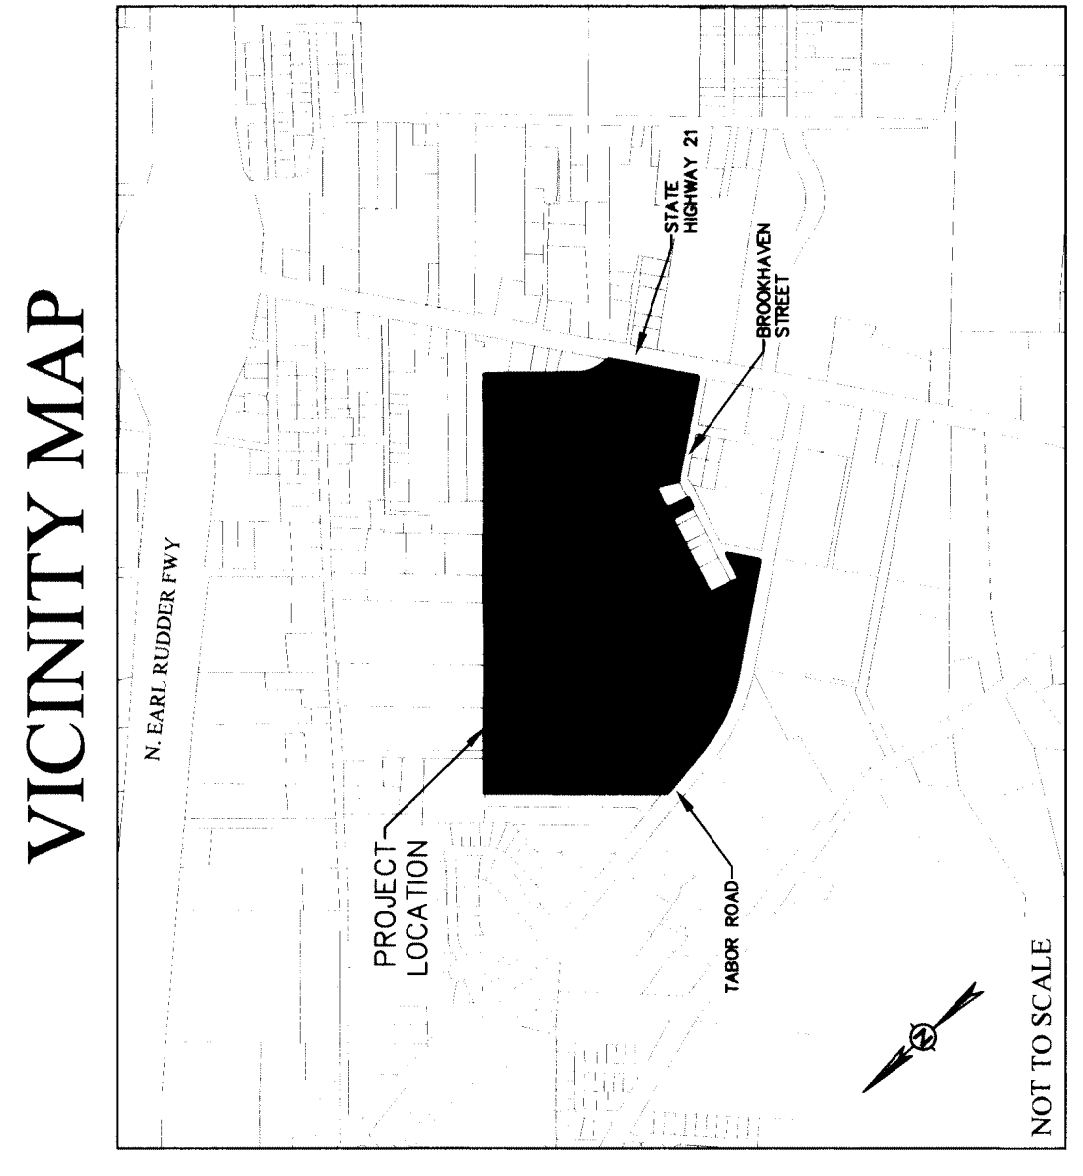 VICINITY MAP
N. EARL RUDDER FWY
STATE
HIGHWAY 21
BROOKHAVEN
STREET
PROJECT
LOCATION
TABOR ROAD
N
NOT TO SCALE